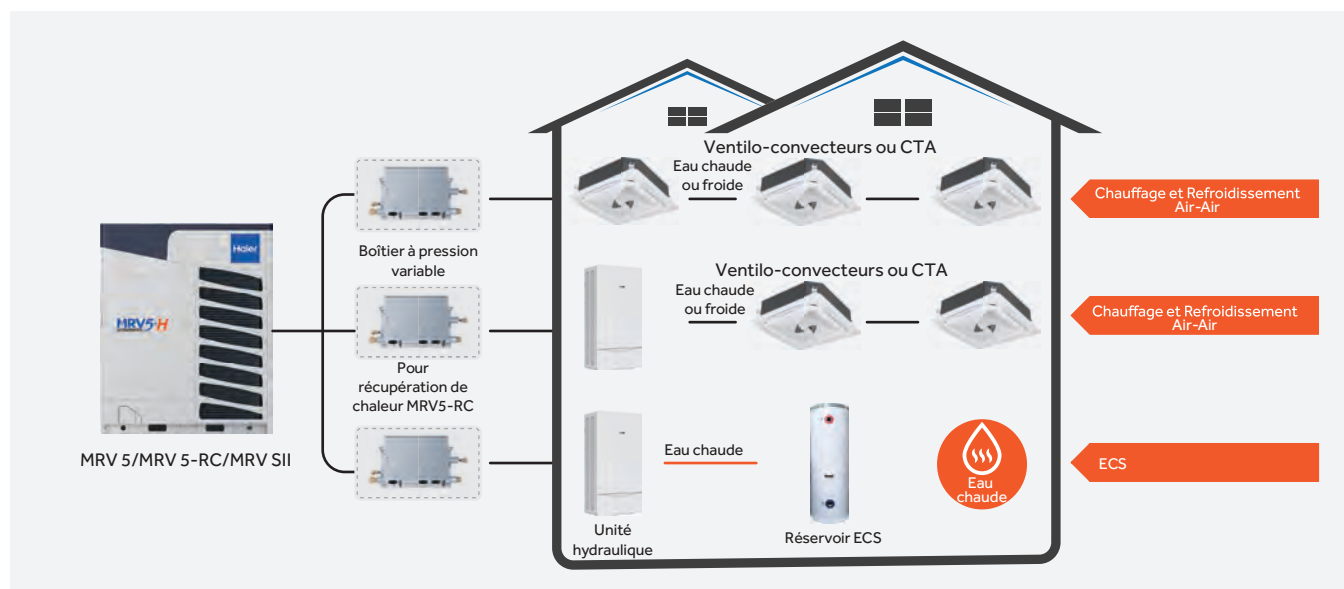 Ventilo-convecteurs ou CTA
Eau chaude
ou froide
Chauffage et Refroidissement
Air-Air
Boîtier à pression
variable
Haier
MRV5-H
Ventilo-convecteurs ou CTA
Eau chaude
ou froide
Chauffage et Refroidissement
Air-Air
Pour
récupération de
chaleur MRV5-RC
MRV 5/MRV 5-RC/MRV SII
Eau chaude
Eau
chaude
ECS
Unité
hydraulique
Réservoir ECS